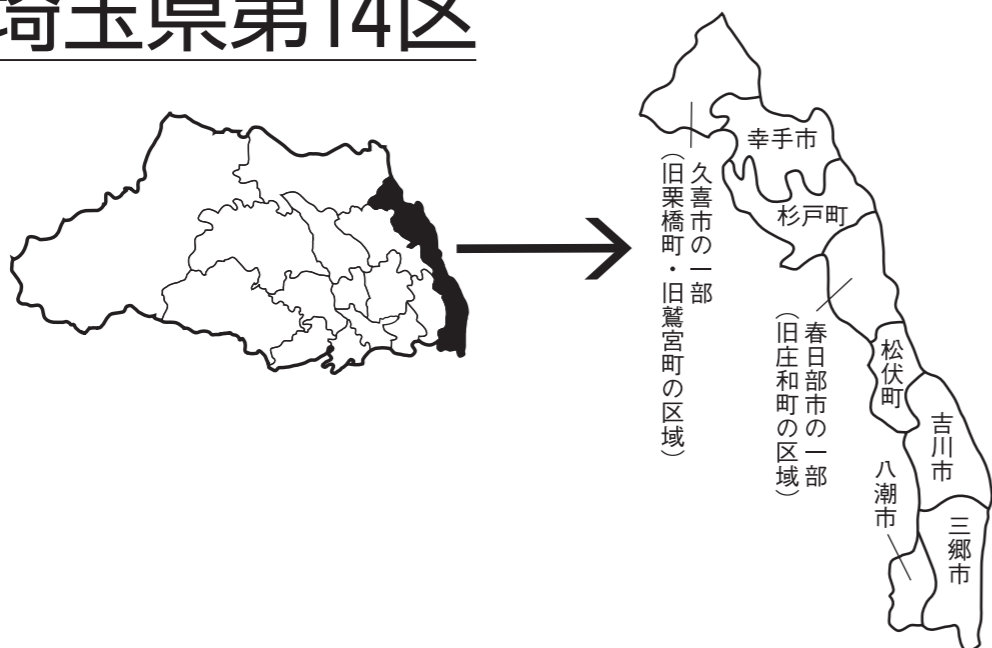 埼玉県第14区
幸手市
久喜市の一部
（旧栗橋町・旧鷲宮町の区域）
杉戸町
春日部市の一部
（旧庄和町の区域）
松伏町
吉川市
八潮市
三郷市